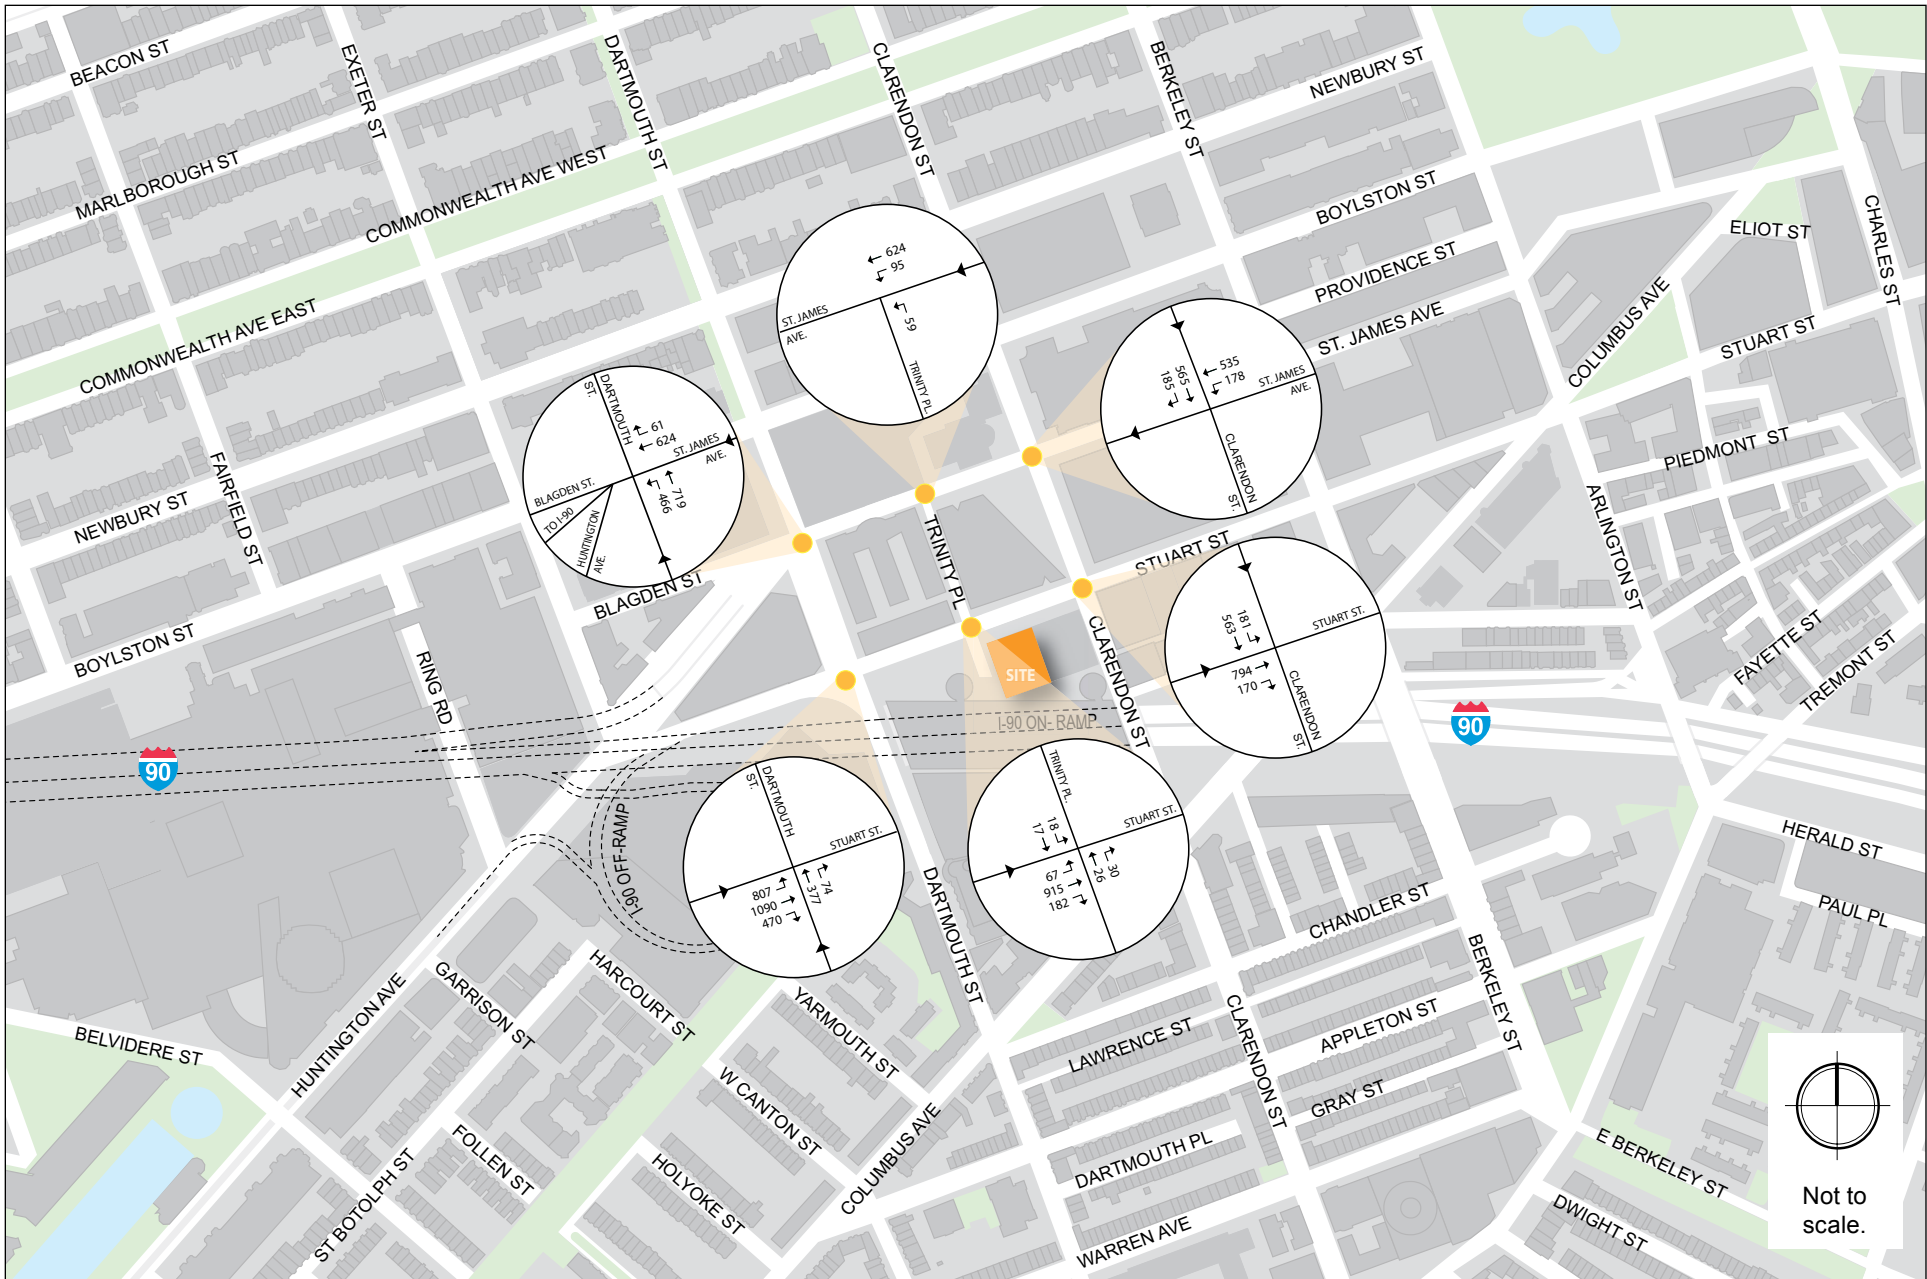 BEACON ST
EXETER ST
DARTMOUTH ST
CLARENDON ST
BERKELEY ST
NEWBURY ST
MARLBOROUGH ST
COMMONWEALTH AVE WEST
BOYLSTON ST
CHARLES ST
ELIOT ST
PROVIDENCE ST
COLUMBUS AVE
ST. JAMES AVE
STUART ST
COMMONWEALTH AVE EAST
624
95
59
ST. JAMES
AVE.
TRINITY PL.
535
178
565
185
ST. JAMES
AVE.
CLARENDON
ST.
DARTMOUTH
ST.
61
624
ST. JAMES
AVE.
719
466
BLAGDEN ST.
TO I-90
HUNTINGTON
AVE.
NEWBURY ST
FAIRFIELD ST
PIEDMONT ST
ARLINGTON ST
TRINITY PL
STUART ST
BLAGDEN ST
BOYLSTON ST
RING RD
SITE
CLARENDON ST
181
563
STUART ST.
794
170
CLARENDON
ST.
FAYETTE ST
TREMONT ST
I-90 ON- RAMP
90
90
DARTMOUTH
ST.
STUART ST.
807
1090
470
377
74
TRINITY PL.
STUART ST.
18
17
67
915
182
26
30
I-90 OFF-RAMP
HERALD ST
PAUL PL
CHANDLER ST
DARTMOUTH ST
BERKELEY ST
HUNTINGTON AVE
GARRISON ST
HARCOURT ST
YARMOUTH ST
BELVIDERE ST
LAWRENCE ST
CLARENDON ST
APPLETON ST
GRAY ST
W CANTON ST
COLUMBUS AVE
FOLLEN ST
ST BOTOLPH ST
HOLYOKE ST
DARTMOUTH PL
WARREN AVE
E BERKELEY ST
DWIGHT ST
Not to
scale.